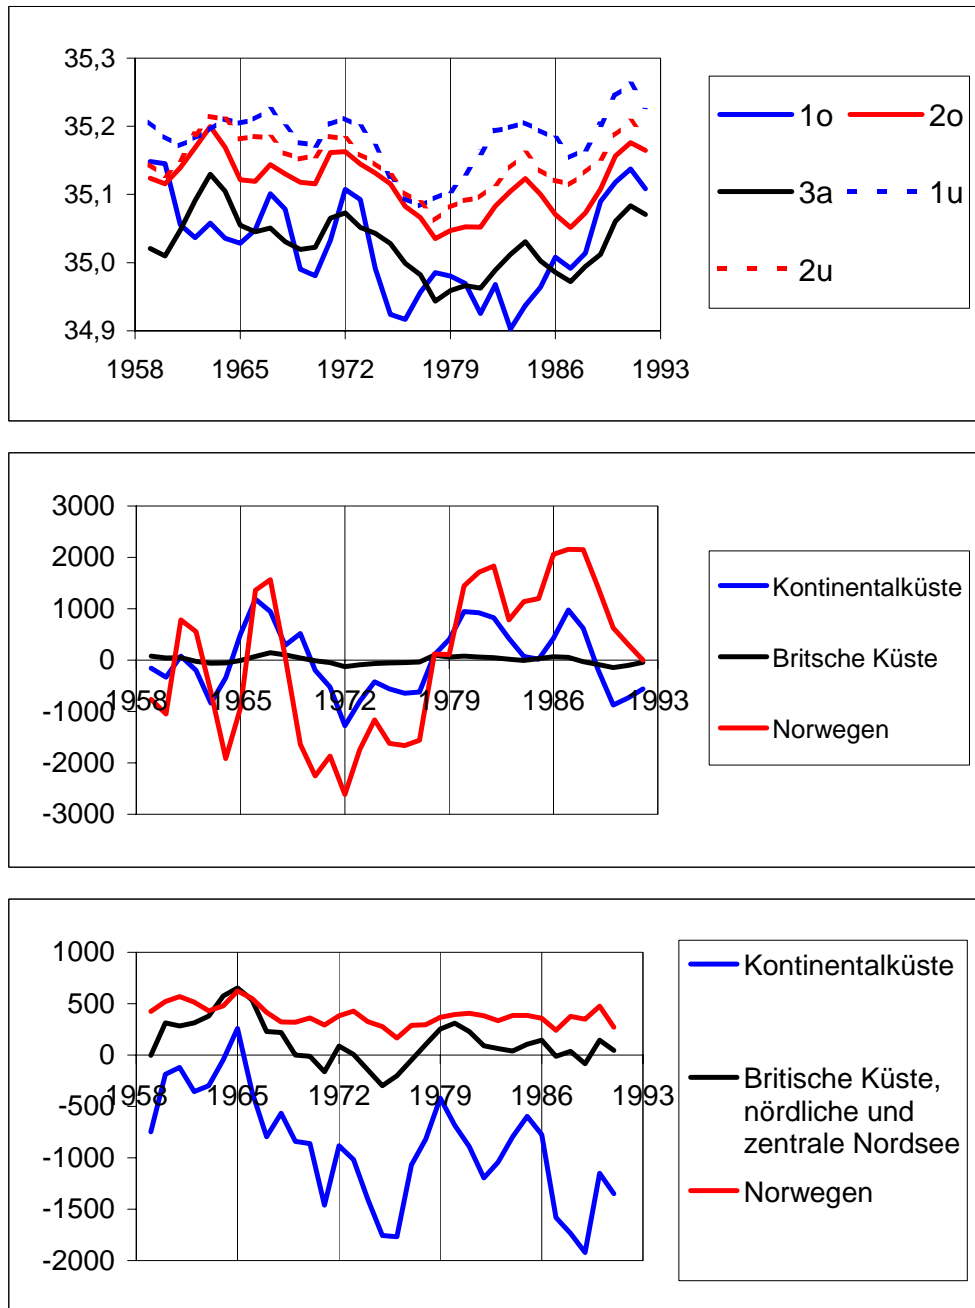 35,3
35,2
35,1
35,0
34,9
1958 1965 1972 1979 1986 1993
1o 2o
3a 1u
2u
3000
2000
1000
0
-1000
-2000
-3000
1958 1965 1972 1979 1986 1993
Kontinentalküste
Britsche Küste
Norwegen
1000
500
0
-500
-1000
-1500
-2000
1958 1965 1972 1979 1986 1993
Kontinentalküste
Britische Küste,
nördliche und
zentrale Nordsee
Norwegen